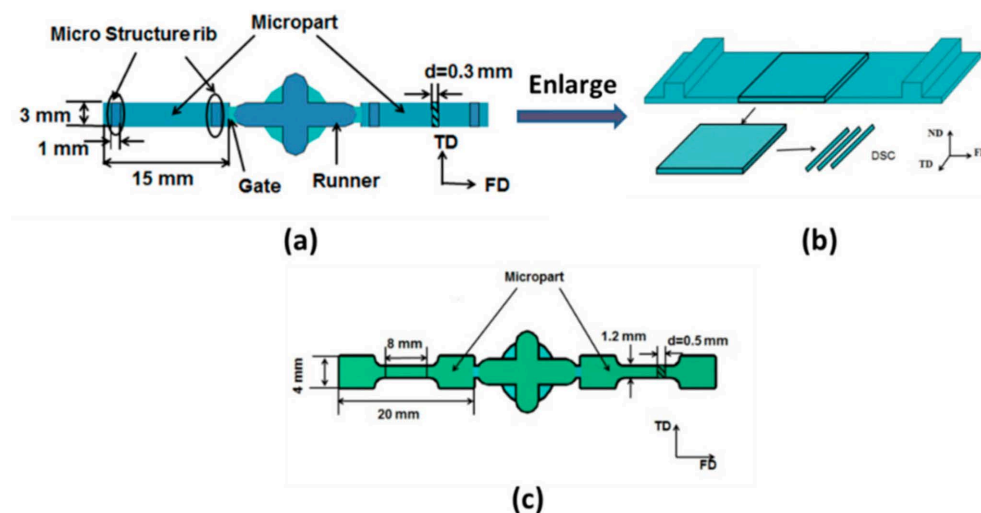 Micro Structure rib
Micropart
d=0.3 mm
3 mm
1 mm
15 mm
Gate
Runner
TD
FD
(a)
Enlarge
DSC
ND
TD
(b)
Micropart
8 mm
1.2 mm
d=0.5 mm
4 mm
20 mm
TD
FD
(c)